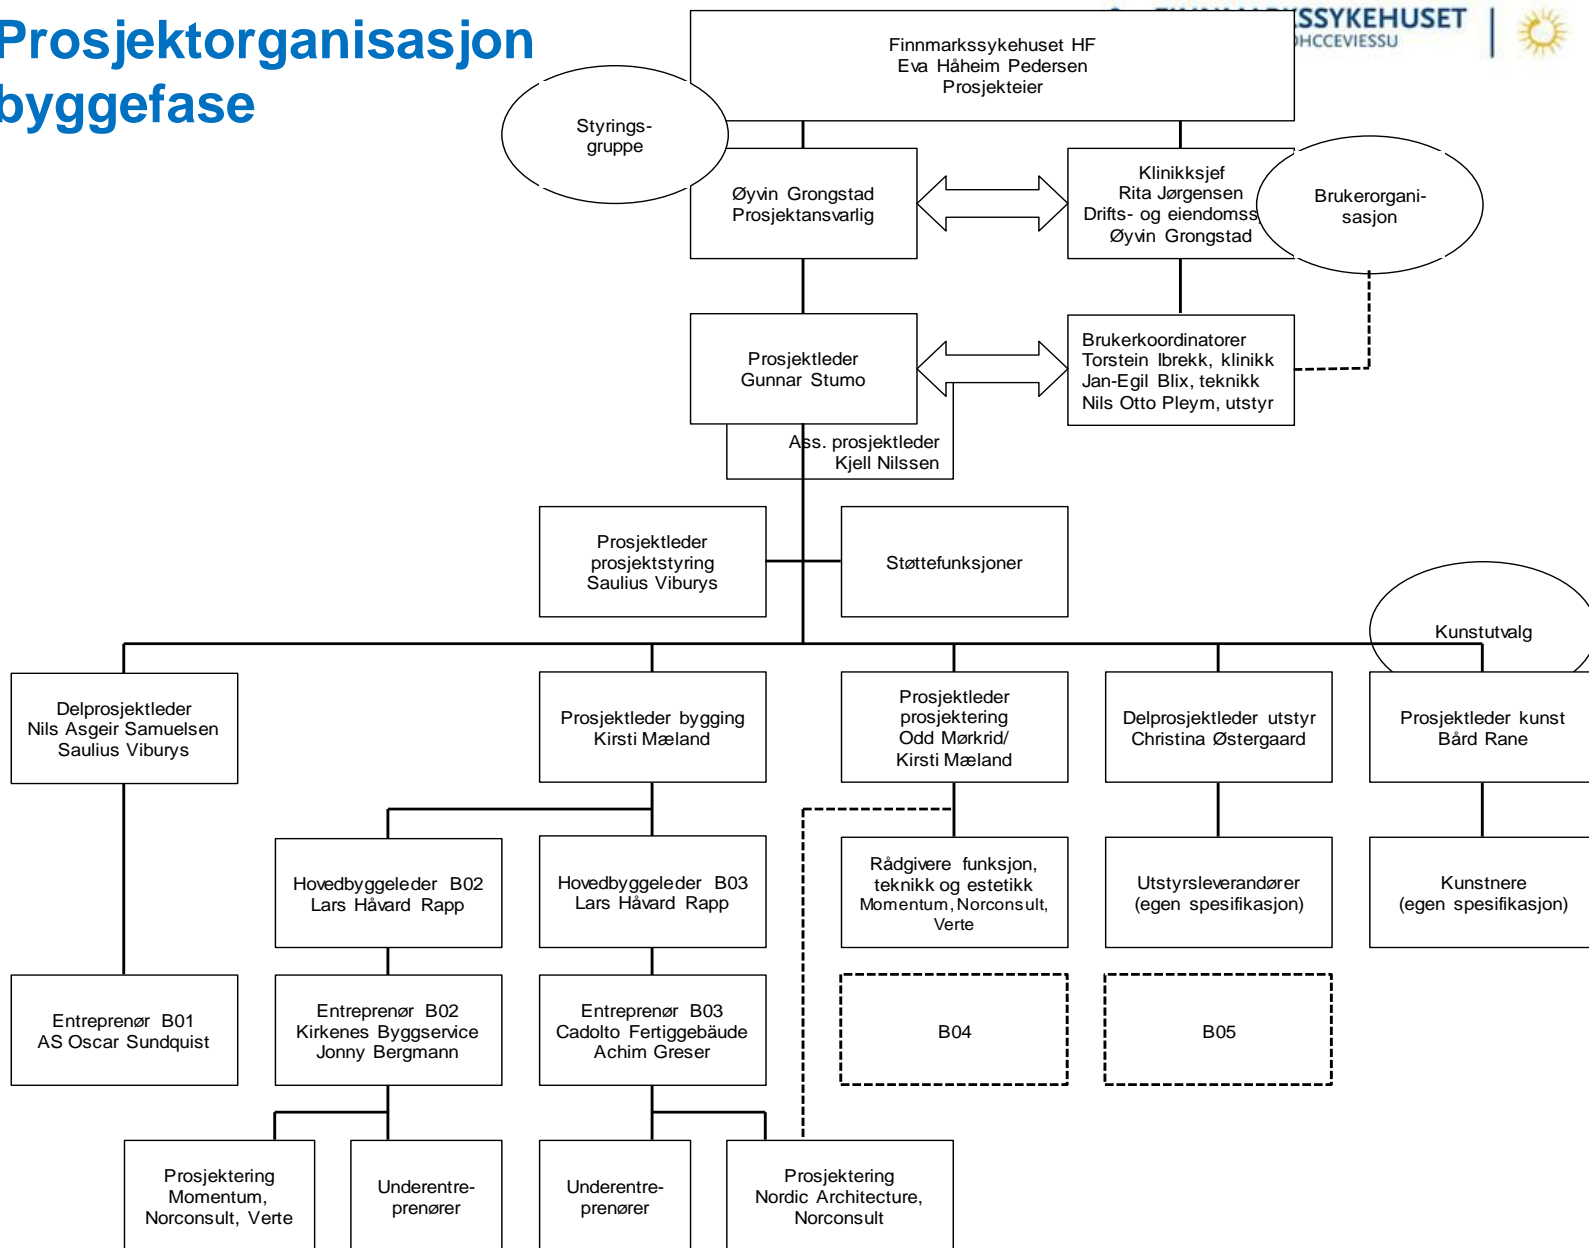 Prosjektorganisasjon
byggefase
SSYKEHUSET
OHCCEVIESSU
Finnmarkssykehuset HF
Eva Håheim Pedersen
Prosjekteier
Styrings-
gruppe
Øyvin Grongstad
Prosjektansvarlig
Klinikksjef
Rita Jørgensen
Drifts- og eiendomss
Øyvin Grongstad
Brukerorgani-
sasjon
Prosjektleder
Gunnar Stumo
Brukerkoordinatorer
Torstein Ibrekk, klinikk
Jan-Egil Blix, teknikk
Nils Otto Pleym, utstyr
Ass. prosjektleder
Kjell Nilssen
Prosjektleder
prosjektstyring
Saulius Viburys
Støttefunksjoner
Kunstutvalg
Delprosjektleder
Nils Asgeir Samuelsen
Saulius Viburys
Prosjektleder bygging
Kirsti Mæland
Prosjektleder
prosjektering
Odd Mørkrid/
Kirsti Mæland
Delprosjektleder utstyr
Christina Østergaard
Prosjektleder kunst
Bård Rane
Hovedbyggeleder B02
Lars Håvard Rapp
Hovedbyggeleder B03
Lars Håvard Rapp
Rådgivere funksjon,
teknikk og estetikk
Momentum, Norconsult,
Verte
Utstyrsleverandører
(egen spesifikasjon)
Kunstnere
(egen spesifikasjon)
Entreprenør B01
AS Oscar Sundquist
Entreprenør B02
Kirkenes Byggservice
Jonny Bergmann
Entreprenør B03
Cadolto Fertiggebäude
Achim Greser
B04
B05
Prosjektering
Momentum,
Norconsult, Verte
Underentre-
prenører
Underentre-
prenører
Prosjektering
Nordic Architecture,
Norconsult